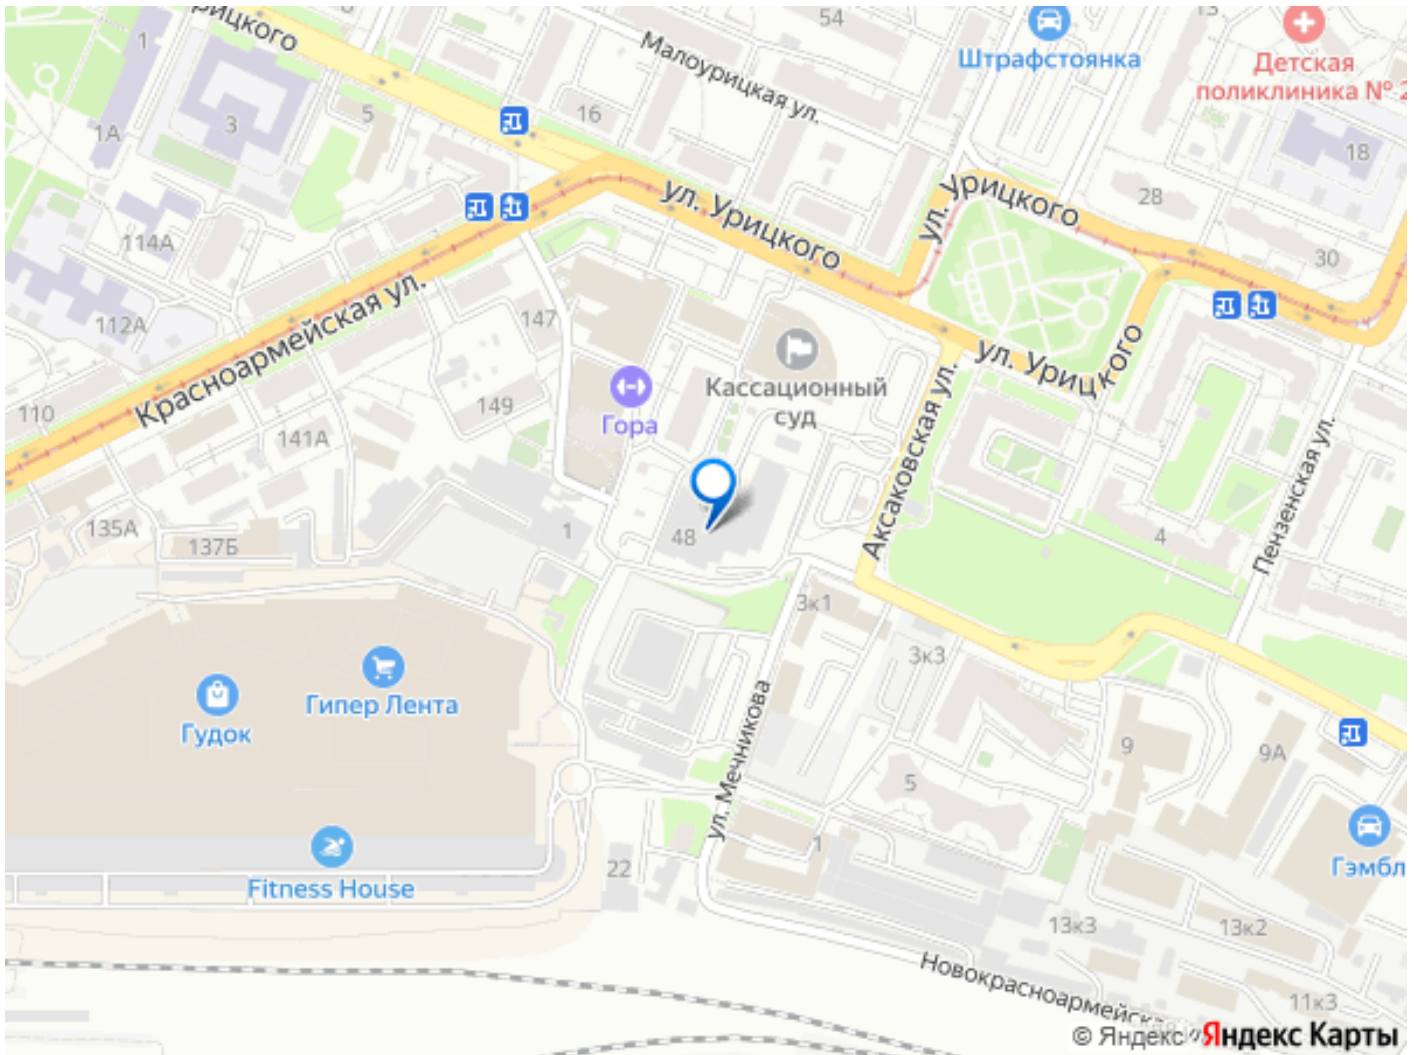 54
Штрафстоянка
Детская
поликлиника № 2
Малоурицкая ул.
1
1А
3
5
16
18
28
30
ул. Урицкого
ул. Урицкого
114А
112А
110
Красноармейская ул.
147
149
141А
135А
137Б
Гора
Кассационный
суд
ул. Урицкого
Аксаковская ул.
Пензенская ул.
4
1
48
3к1
3к3
Гипер Лента
Гудок
ул. Мечникова
5
9
9А
Гэмбл
Fitness House
22
1
13к3
13к2
11к3
© Яндекс
Яндекс Карты